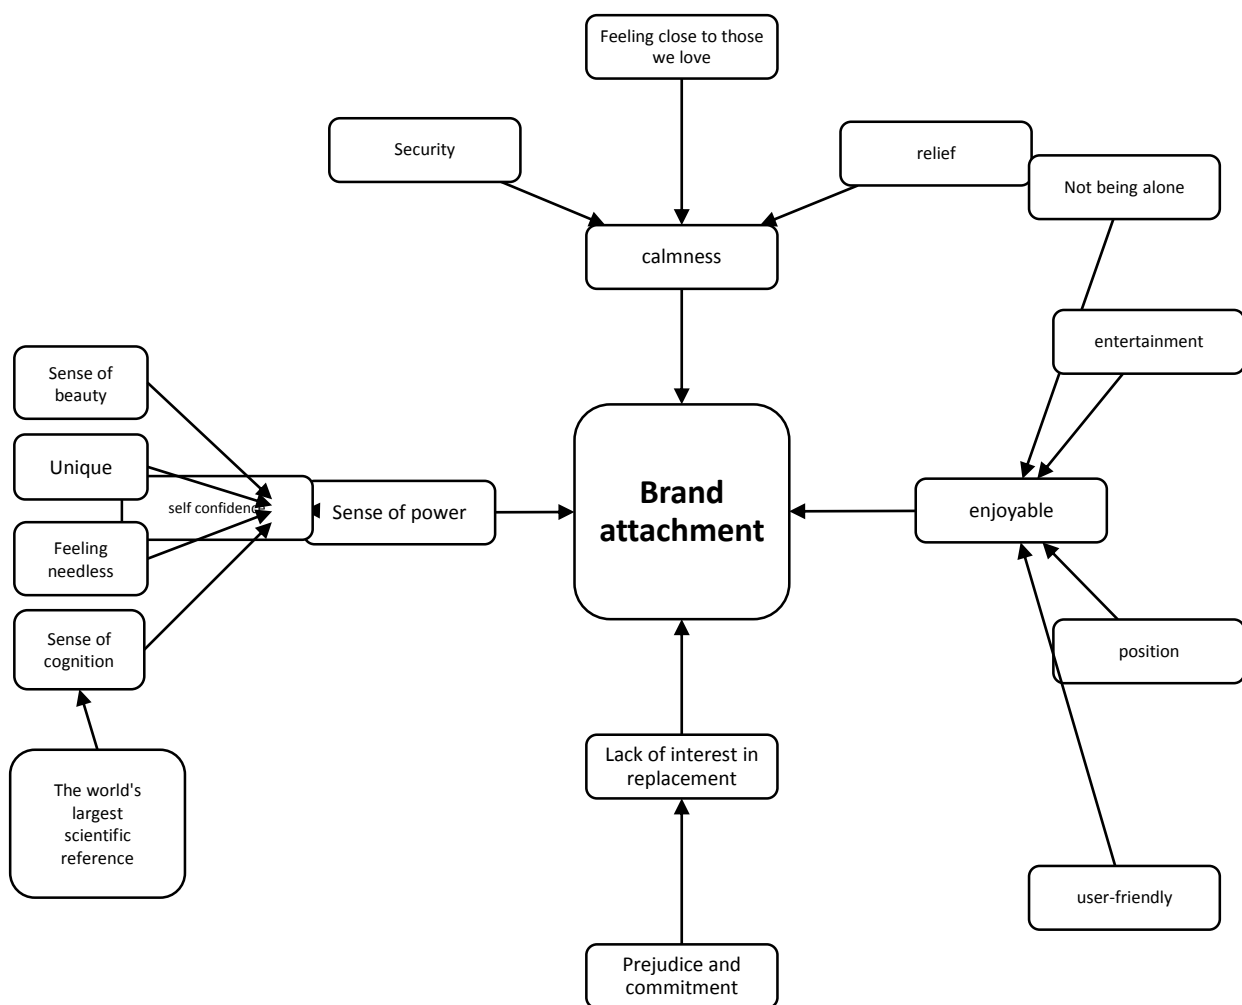 Feeling close to those
we love
Security
relief
Not being alone
calmness
entertainment
Sense of
beauty
Unique
self confidence
Sense of power
Brand
attachment
enjoyable
Feeling
needless
Sense of
cognition
position
Lack of interest in
replacement
The world's
largest
scientific
reference
user-friendly
Prejudice and
commitment